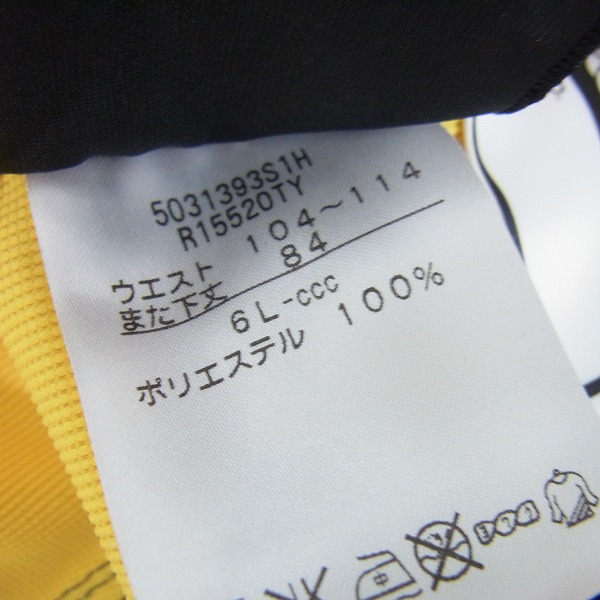 5031393S1H
R15520TY
ウエスト 104～114
また下丈 84
6L-CCC
ポリエステル 100%
中